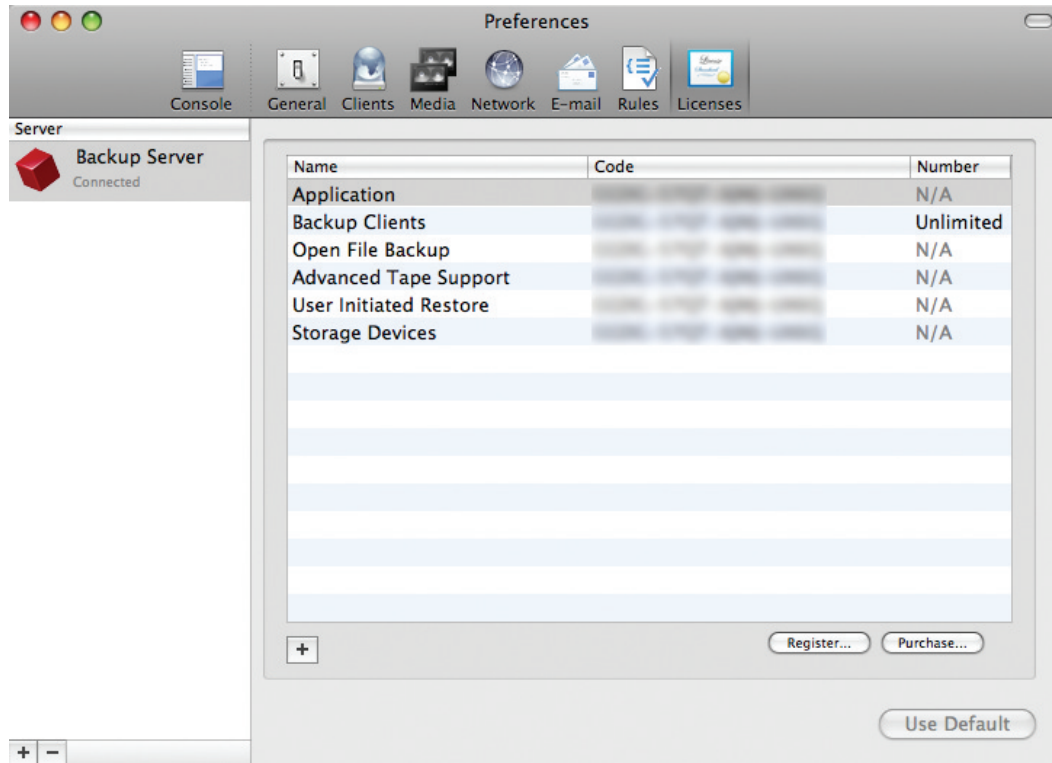 Preferences
Console General Clients Media Network E-mail Rules Licenses
Server
Backup Server
Connected
Name Code Number
Application N/A
Backup Clients Unlimited
Open File Backup N/A
Advanced Tape Support N/A
User Initiated Restore N/A
Storage Devices N/A
+ Register... Purchase...
Use Default
+ −